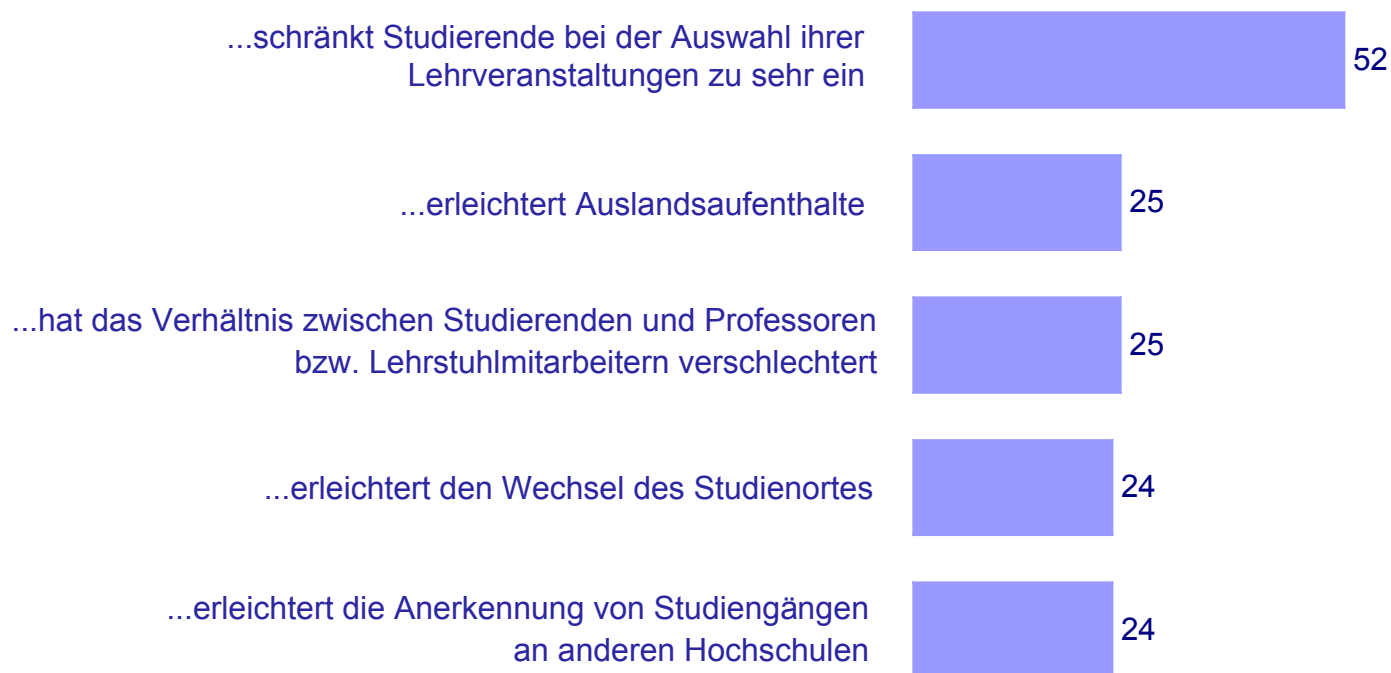 ...schränkt Studierende bei der Auswahl ihrer
Lehrveranstaltungen zu sehr ein
52
...erleichtert Auslandsaufenthalte
25
...hat das Verhältnis zwischen Studierenden und Professoren
bzw. Lehrstuhlmitarbeitern verschlechtert
25
...erleichtert den Wechsel des Studienortes
24
...erleichtert die Anerkennung von Studiengängen
an anderen Hochschulen
24